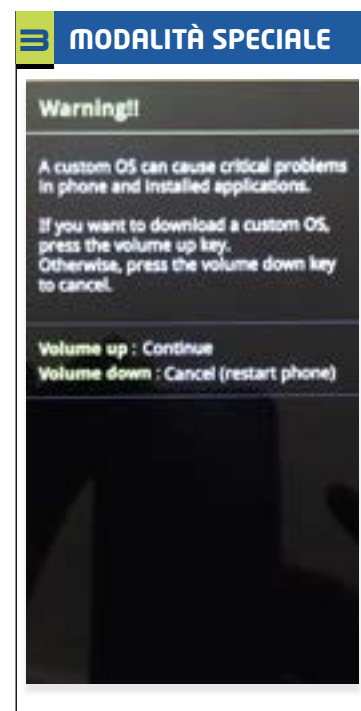 3 MODALITÀ SPECIALE
Warning!!
A custom OS can cause critical problems
in phone and installed applications.
If you want to download a custom OS,
press the volume up key.
Otherwise, press the volume down key
to cancel.
Volume up : Continue
Volume down : Cancel (restart phone)